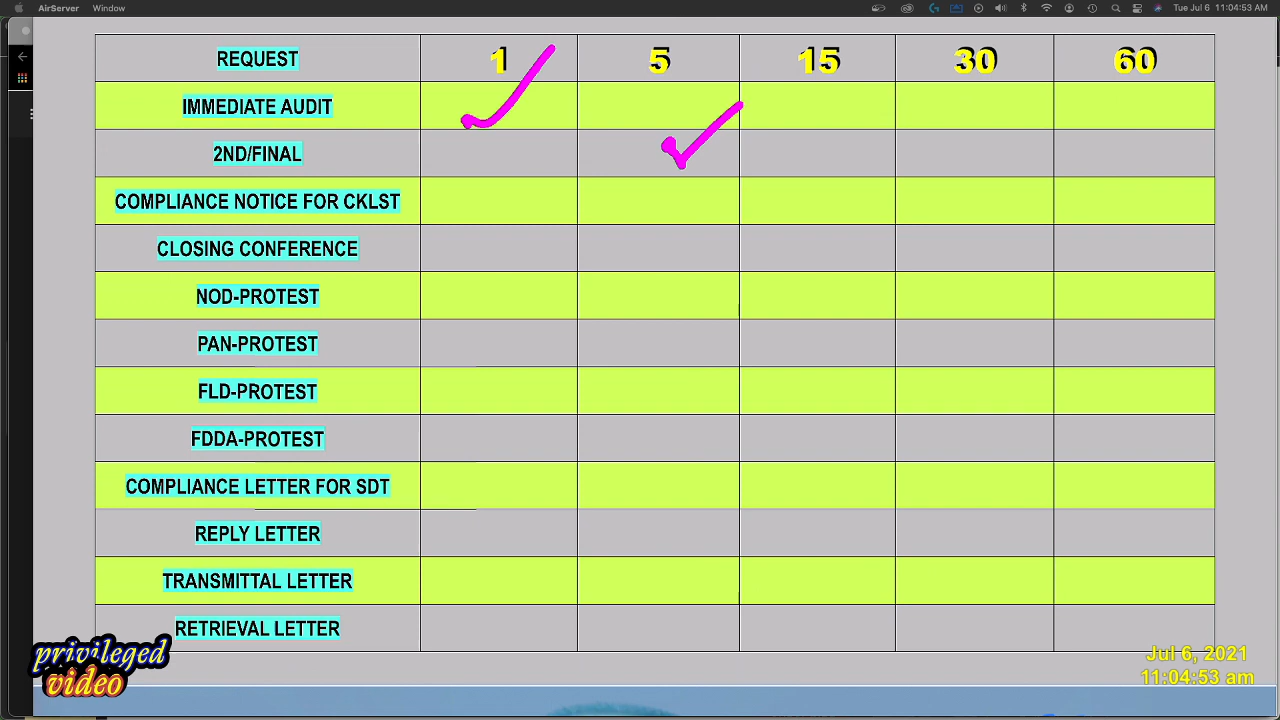 AirServer Window Tue Jul 6 11:04:53 AM
REQUEST 1 5 15 30 60
IMMEDIATE AUDIT
2ND/FINAL
COMPLIANCE NOTICE FOR CKLST
CLOSING CONFERENCE
NOD-PROTEST
PAN-PROTEST
FLD-PROTEST
FDDA-PROTEST
COMPLIANCE LETTER FOR SDT
REPLY LETTER
TRANSMITTAL LETTER
RETRIEVAL LETTER
privileged
video
Jul 6, 2021
11:04:53 am